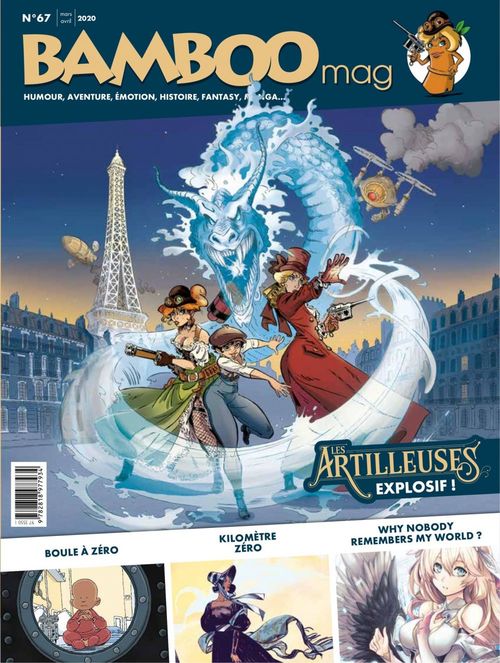 N°67
mars
avril
2020
BAMBOO mag
HUMOUR, AVENTURE, ÉMOTION, HISTOIRE, FANTASY, MANGA...
LES
ARTILLEUSES
EXPLOSIF !
9782818977934
BOULE À ZÉRO
KILOMÈTRE
ZÉRO
WHY NOBODY
REMEMBERS MY WORLD ?